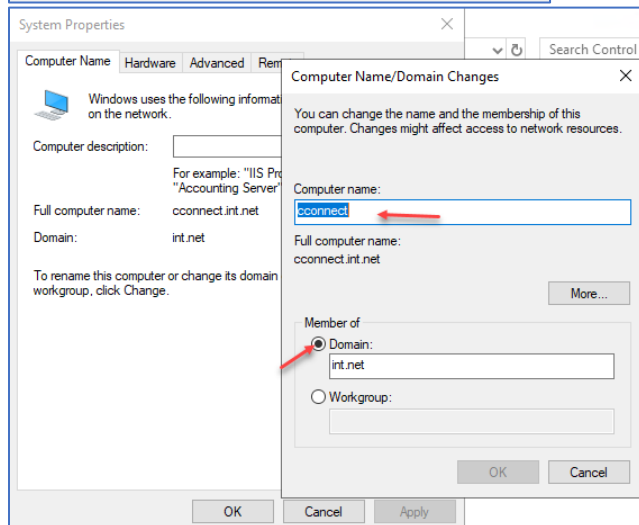 System Properties
Search Control
Computer Name Hardware Advanced Rem
Windows uses the following informati
on the network.
Computer description:
For example: "IIS Pro
"Accounting Server"
Full computer name: cconnect.int.net
Domain: int.net
To rename this computer or change its domain
workgroup, click Change.
OK Cancel Apply
Computer Name/Domain Changes
You can change the name and the membership of this
computer. Changes might affect access to network resources.
Computer name:
cconnect
Full computer name:
cconnect.int.net
More...
Member of
Domain:
int.net
Workgroup:
OK Cancel